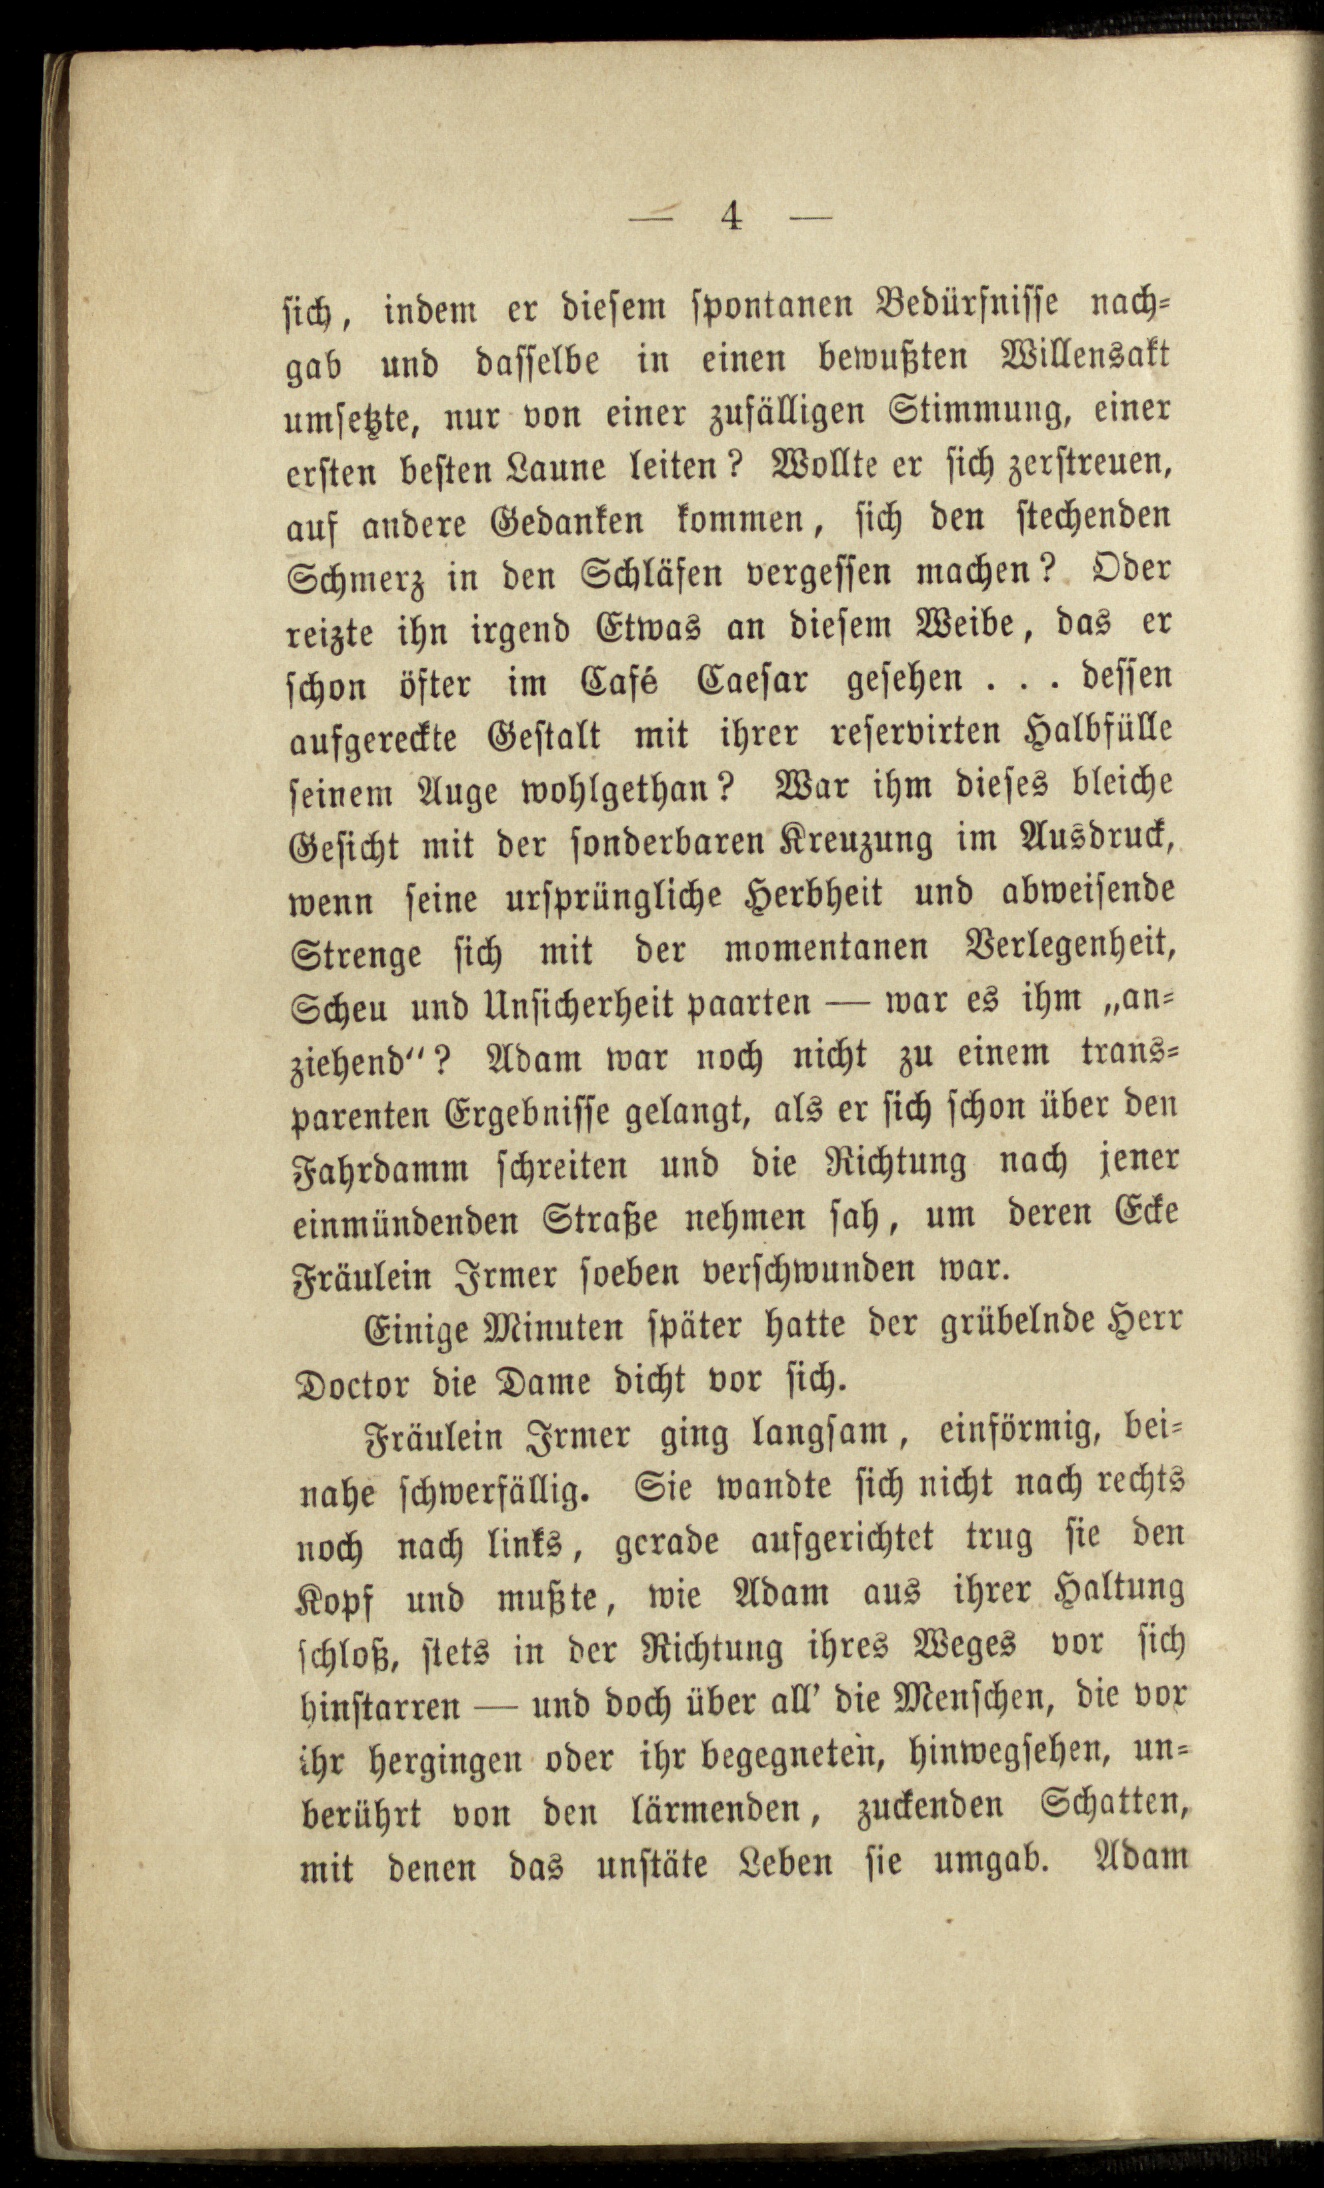 — 4 —
sich, indem er diesem spontanen Bedürfnisse nach-
gab und dasselbe in einen bewußten Willensakt
umsetzte, nur von einer zufälligen Stimmung, einer
ersten besten Laune leiten? Wollte er sich zerstreuen,
auf andere Gedanken kommen, sich den stechenden
Schmerz in den Schläfen vergessen machen? Oder
reizte ihn irgend Etwas an diesem Weibe, das er
schon öfter im Café Caesar gesehen . . . dessen
aufgereckte Gestalt mit ihrer reservirten Halbfülle
seinem Auge wohlgethan? War ihm dieses bleiche
Gesicht mit der sonderbaren Kreuzung im Ausdruck,
wenn seine ursprüngliche Herbheit und abweisende
Strenge sich mit der momentanen Verlegenheit,
Scheu und Unsicherheit paarten — war es ihm „an-
ziehend“? Adam war noch nicht zu einem trans-
parenten Ergebnisse gelangt, als er sich schon über den
Fahrdamm schreiten und die Richtung nach jener
einmündenden Straße nehmen sah, um deren Ecke
Fräulein Irmer soeben verschwunden war.
Einige Minuten später hatte der grübelnde Herr
Doctor die Dame dicht vor sich.
Fräulein Irmer ging langsam, einförmig, bei-
nahe schwerfällig. Sie wandte sich nicht nach rechts
noch nach links, gerade aufgerichtet trug sie den
Kopf und mußte, wie Adam aus ihrer Haltung
schloß, stets in der Richtung ihres Weges vor sich
hinstarren — und doch über all’ die Menschen, die vor
ihr hergingen oder ihr begegneten, hinwegsehen, un-
berührt von den lärmenden, zuckenden Schatten,
mit denen das unstäte Leben sie umgab. Adam